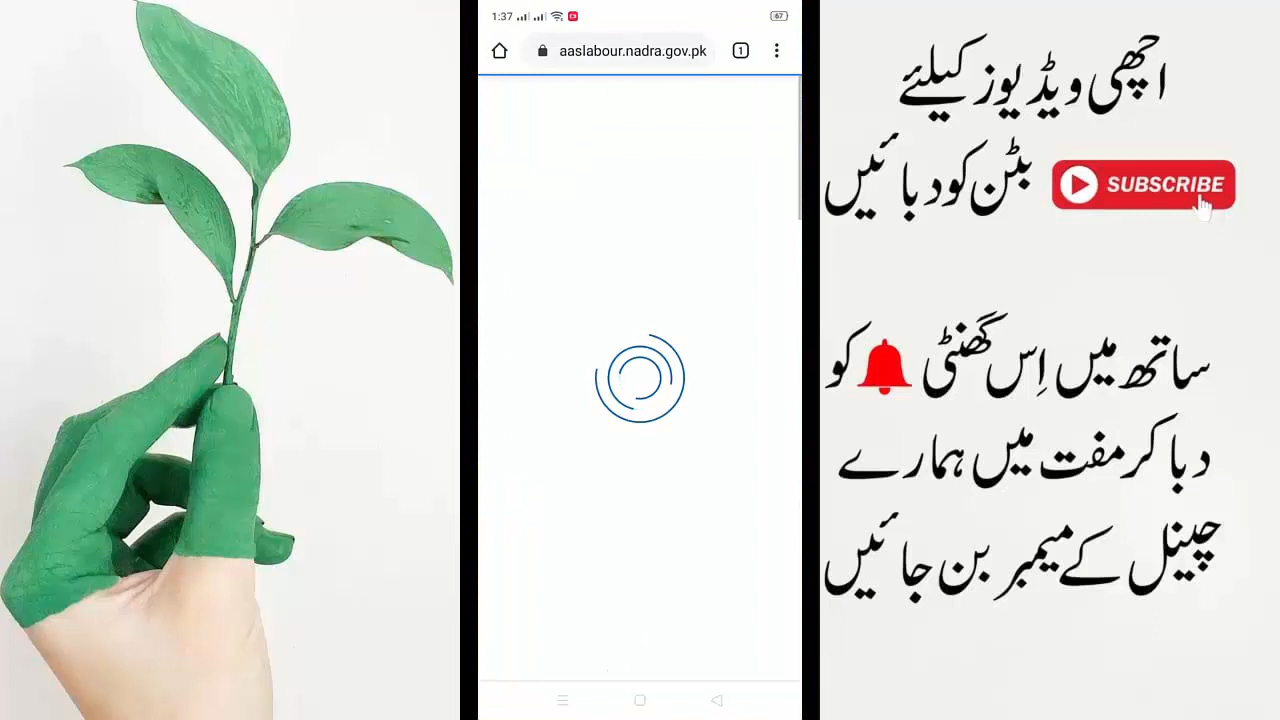 1:37
67
aaslabour.nadra.gov.pk
1
اچھی ویڈیوز کیلئے
SUBSCRIBE بٹن کو دبائیں
ساتھ میں اِس گھنٹی کو
دبا کر مفت میں ہمارے
چینل کے میمبر بن جائیں